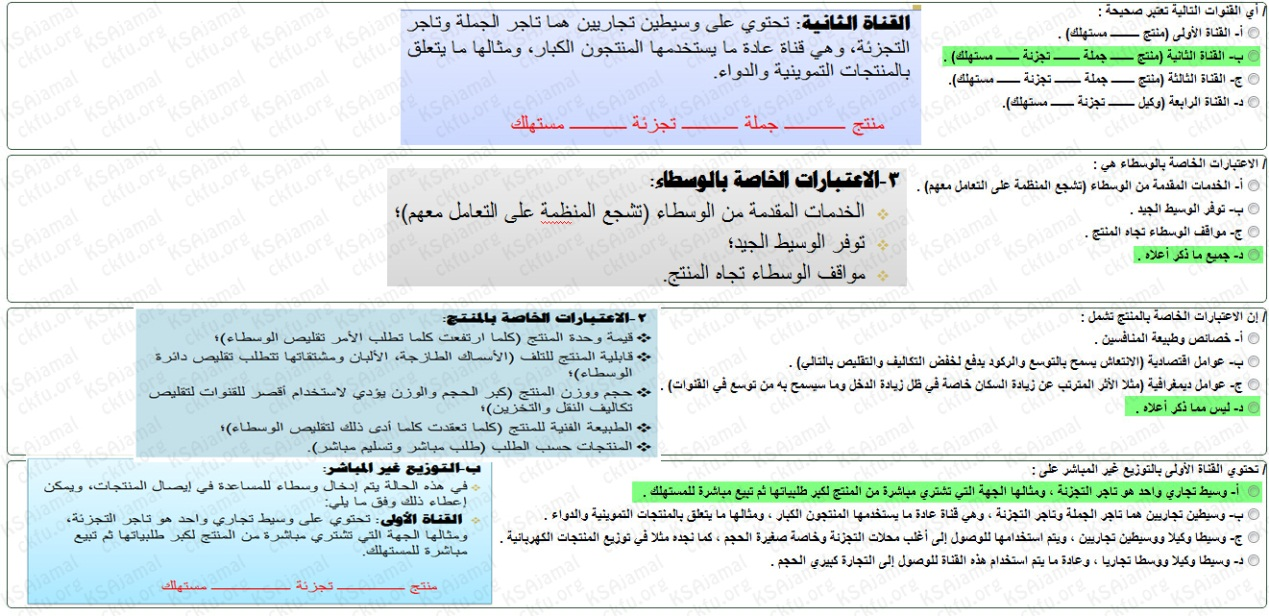 / أي القنوات التالية تعتبر صحيحة :
أ- القناة الأولى (منتج ـــــــ مستهلك) .
ب- القناة الثانية (منتج ـــــــ جملة ـــــــ تجزئة ـــــــ مستهلك) .
ج- القناة الثالثة (منتج ـــــــ جملة ـــــــ تجزئة ـــــــ مستهلك).
د- القناة الرابعة (وكيل ـــــــ تجزئة ـــــــ مستهلك).
القناة الثانية: تحتوي على وسيطين تجاريين هما تاجر الجملة وتاجر
التجزئة، وهي قناة عادة ما يستخدمها المنتجون الكبار، ومثالها ما يتعلق
بالمنتجات التموينية والدواء.
منتج ـــــــ جملة ـــــــ تجزئة ـــــــ مستهلك
/ الاعتبارات الخاصة بالوسطاء هي :
أ- الخدمات المقدمة من الوسطاء (تشجع المنظمة على التعامل معهم) .
ب- توفر الوسيط الجيد .
ج- مواقف الوسطاء تجاه المنتج .
د- جميع ما ذكر أعلاه .
٣-الاعتبارات الخاصة بالوسطاء:
الخدمات المقدمة من الوسطاء (تشجع المنظمة على التعامل معهم)؛
توفر الوسيط الجيد؛
مواقف الوسطاء تجاه المنتج.
/ إن الاعتبارات الخاصة بالمنتج تشمل :
أ- خصائص وطبيعة المنافسين .
ب- عوامل اقتصادية (الانتعاش يسمح بالتوسع والركود يدفع لخفض التكاليف والتقليص بالتالي) .
ج- عوامل ديمغرافية (مثلا الأثر المترتب عن زيادة السكان خاصة في ظل زيادة الدخل وما سيسمح به من توسع في القنوات) .
د- ليس مما ذكر أعلاه .
٢-الاعتبارات الخاصة بالمنتج:
قيمة وحدة المنتج (كلما ارتفعت كلما تطلب الأمر تقليص الوسطاء)؛
قابلية المنتج للتلف (الأسماك الطازجة، الألبان ومشتقاتها تتطلب تقليص دائرة
الوسطاء)؛
حجم ووزن المنتج (كبر الحجم والوزن يؤدي لاستخدام أقصر للقنوات لتقليص
تكاليف النقل والتخزين)؛
الطبيعة الفنية للمنتج (كلما تعقدت كلما أدى ذلك لتقليص الوسطاء)؛
المنتجات حسب الطلب (طلب مباشر وتسليم مباشر).
/ تحتوي القناة الأولى بالتوزيع غير المباشر على :
أ- وسيط تجاري واحد هو تاجر التجزئة ، ومثالها الجهة التي تشتري مباشرة من المنتج لكبر طلبياتها ثم تبيع مباشرة للمستهلك .
ب- وسيطين تجاريين هما تاجر الجملة وتاجر التجزئة ، وهي قناة عادة ما يستخدمها المنتجون الكبار ، ومثالها ما يتعلق بالمنتجات التموينية والدواء .
ج- وسيطا وكيلا ووسيطين تجاريين ، ويتم استخدامها للوصول إلى أغلب محلات التجزئة وخاصة صغيرة الحجم ، كما نجده مثلا في توزيع المنتجات الكهربائية .
د- وسيطا وكيلا ووسطا تجاريا ، وعادة ما يتم استخدام هذه القناة للوصول إلى التجارة كبيري الحجم .
ب-التوزيع غير المباشر:
في هذه الحالة يتم إدخال وسطاء للمساعدة في إيصال المنتجات، ويمكن
إعطاء ذلك وفق ما يلي:
القناة الأولى: تحتوي على وسيط تجاري واحد هو تاجر التجزئة،
ومثالها الجهة التي تشتري مباشرة من المنتج لكبر طلبياتها ثم تبيع
مباشرة للمستهلك.
منتج ـــــــ تجزئة ـــــــ مستهلك
KSAjamal
ckfu.org